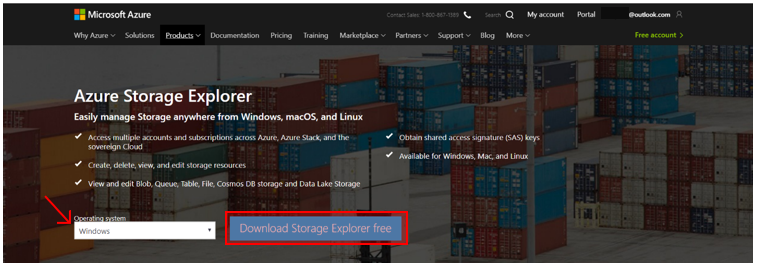 Microsoft Azure
Contact Sales: 1-800-867-1389
Search
My account
Portal
@outlook.com
Why Azure
Solutions
Products
Documentation
Pricing
Training
Marketplace
Partners
Support
Blog
More
Free account
Azure Storage Explorer
Easily manage Storage anywhere from Windows, macOS, and Linux
Access multiple accounts and subscriptions across Azure, Azure Stack, and the
sovereign Cloud
Create, delete, view, and edit storage resources
View and edit Blob, Queue, Table, File, Cosmos DB storage and Data Lake Storage
Obtain shared access signature (SAS) keys
Available for Windows, Mac, and Linux
Operating system
Windows
Download Storage Explorer free